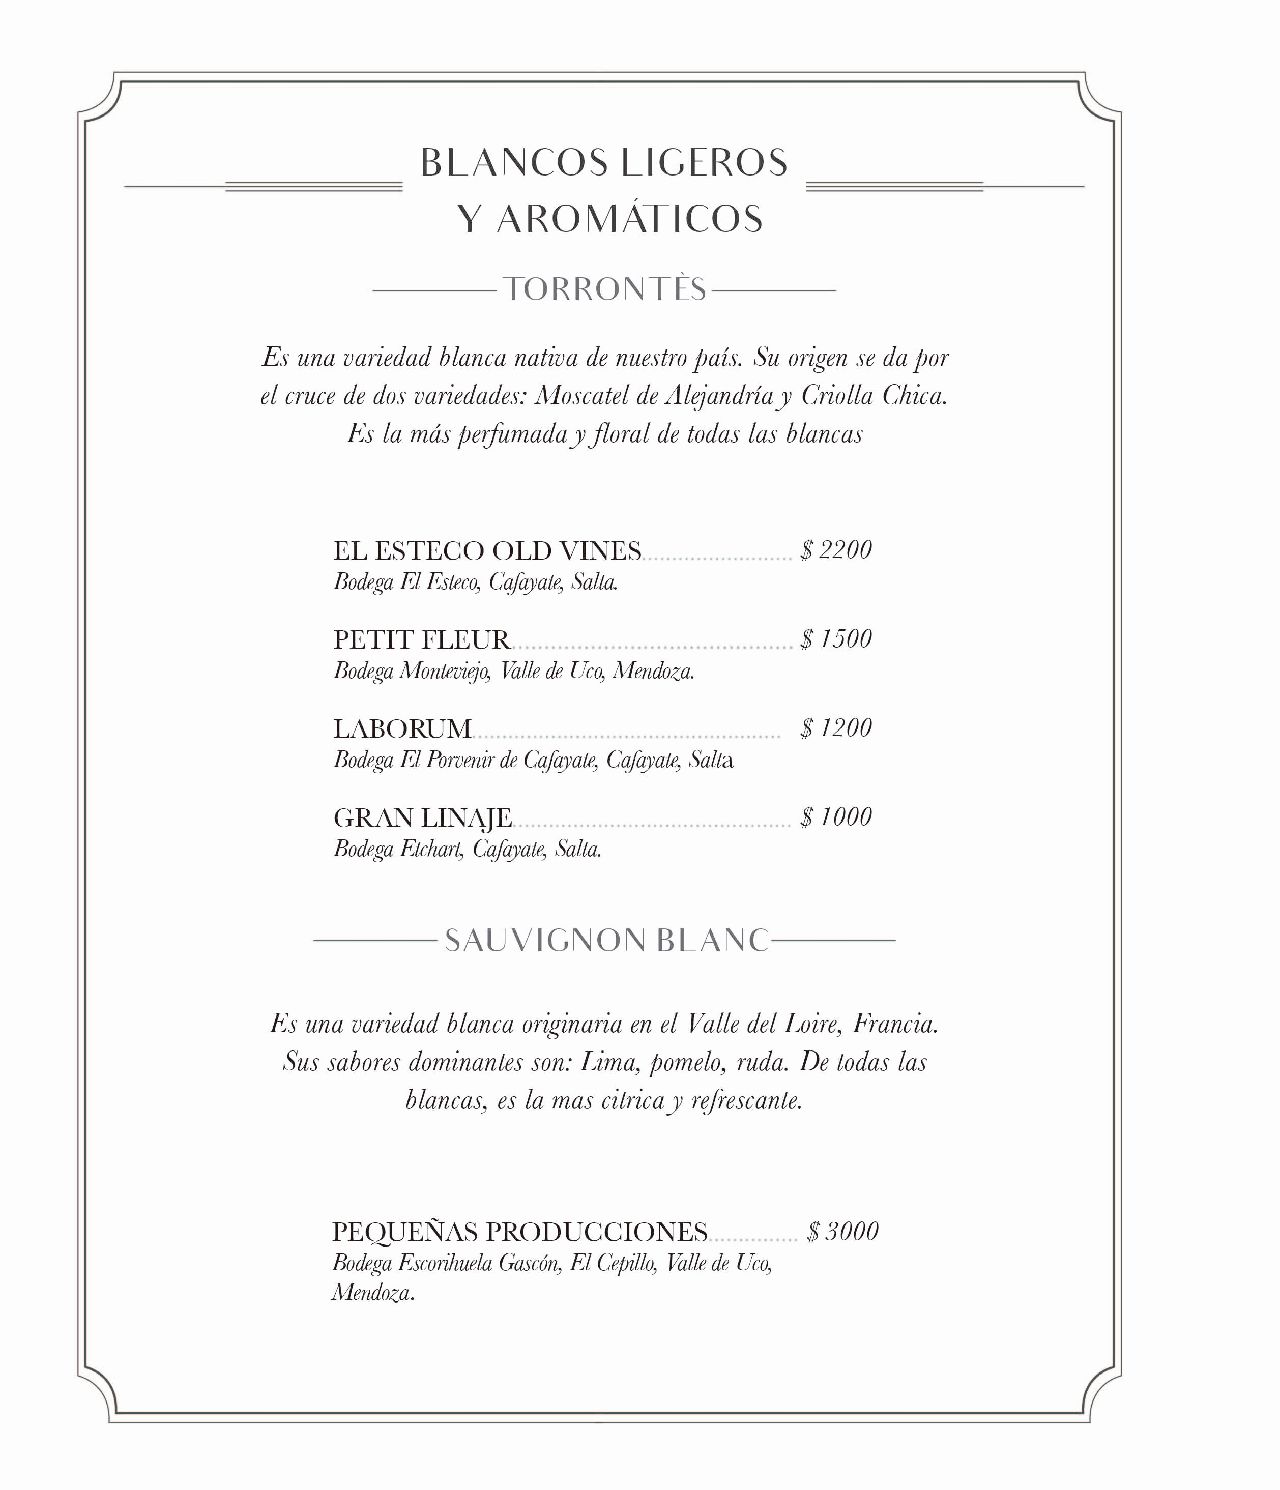 BLANCOS LIGEROS
Y AROMÁTICOS
TORRONTÈS
Es una variedad blanca nativa de nuestro país. Su origen se da por
el cruce de dos variedades: Moscatel de Alejandría y Criolla Chica.
Es la más perfumada y floral de todas las blancas
EL ESTECO OLD VINES........................ $ 2200
Bodega El Esteco, Cafayate, Salta.
PETIT FLEUR............................................. $ 1500
Bodega Monteviejo, Valle de Uco, Mendoza.
LABORUM................................................. $ 1200
Bodega El Porvenir de Cafayate, Cafayate, Salta
GRAN LINAJE............................................ $ 1000
Bodega Etchart, Cafayate, Salta.
SAUVIGNON BLANC
Es una variedad blanca originaria en el Valle del Loire, Francia.
Sus sabores dominantes son: Lima, pomelo, ruda. De todas las
blancas, es la mas citrica y refrescante.
PEQUEÑAS PRODUCCIONES.............. $ 3000
Bodega Escorihuela Gascón, El Cepillo, Valle de Uco,
Mendoza.